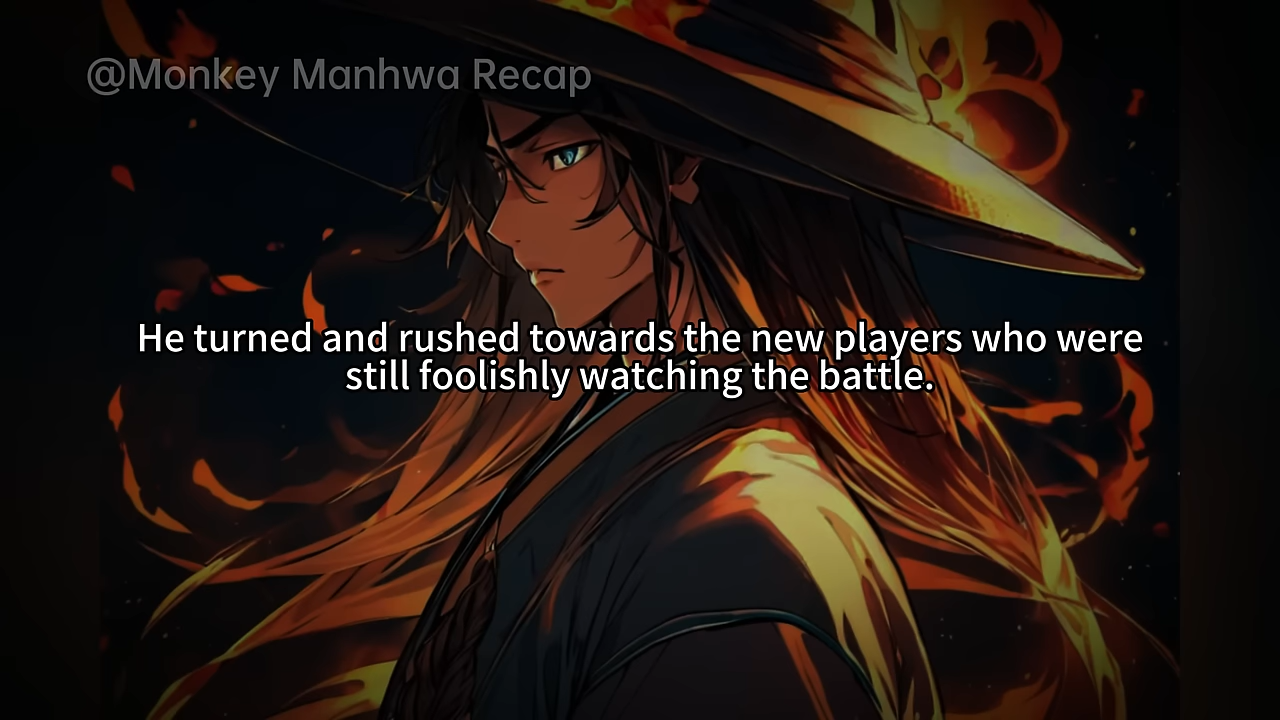 @Monkey Manhwa Recap
He turned and rushed towards the new players who were
still foolishly watching the battle.